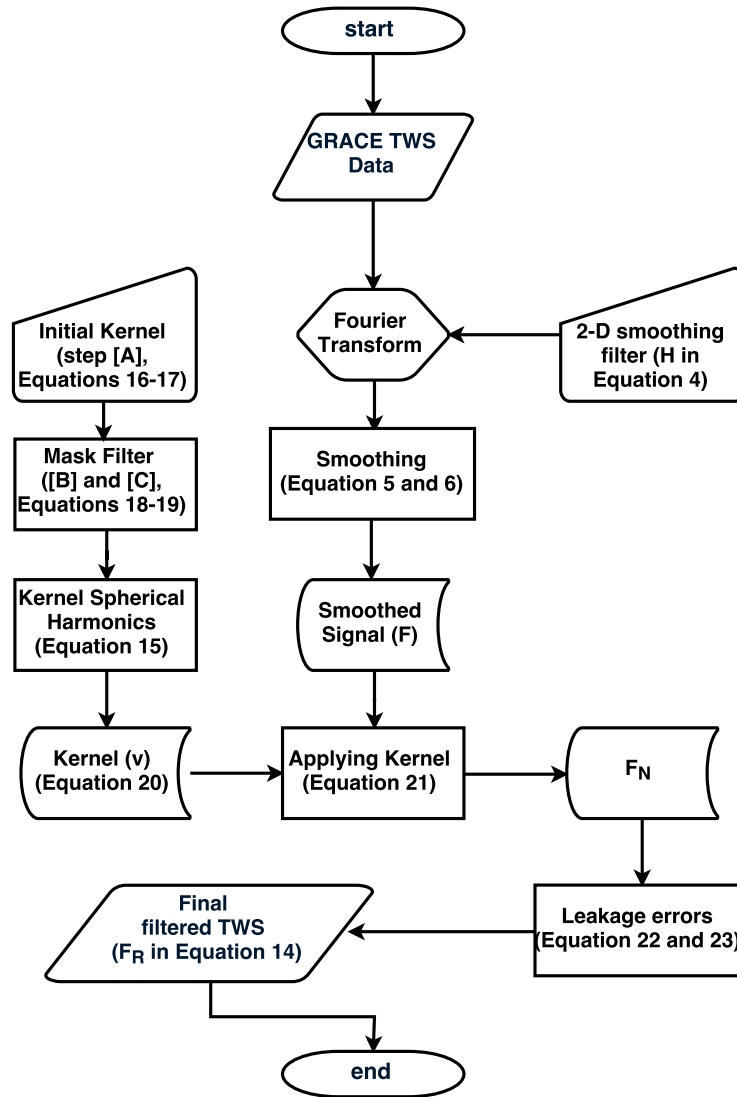 start
GRACE TWS
Data
Initial Kernel
(step [A],
Equations 16-17)
Fourier
Transform
2-D smoothing
filter (H in
Equation 4)
Mask Filter
([B] and [C],
Equations 18-19)
Smoothing
(Equation 5 and 6)
Kernel Spherical
Harmonics
(Equation 15)
Smoothed
Signal (F)
Kernel (v)
(Equation 20)
Applying Kernel
(Equation 21)
FN
Leakage errors
(Equation 22 and 23)
Final
filtered TWS
(FR in Equation 14)
end